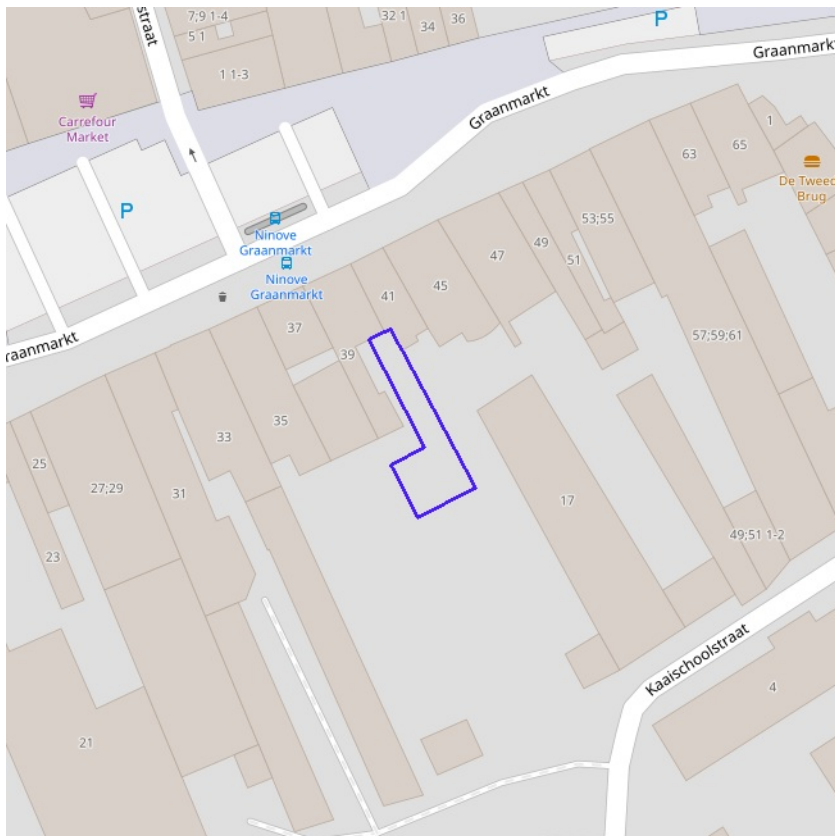 7;9 1-4
5 1
32 1
34
36
P
straat
1 1-3
Graanmarkt
Carrefour
Market
Graanmarkt
1
63
65
De Tweed
Brug
P
53;55
Ninove
Graanmarkt
49
47
51
Ninove
Graanmarkt
41
45
37
57;59;61
raanmarkt
39
35
33
25
27;29
31
17
49;51 1-2
23
Kaaischoolstraat
4
21